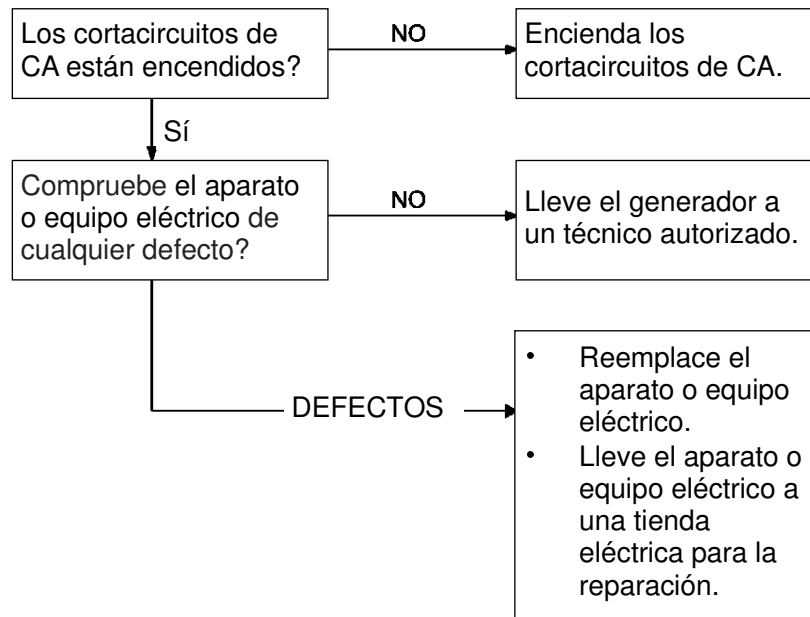 Los cortacircuitos de
CA están encendidos?
NO
Encienda los
cortacircuitos de CA.
Sí
Compruebe el aparato
o equipo eléctrico de
cualquier defecto?
NO
Lleve el generador a
un técnico autorizado.
DEFECTOS
• Reemplace el
aparato o equipo
eléctrico.
• Lleve el aparato o
equipo eléctrico a
una tienda
eléctrica para la
reparación.